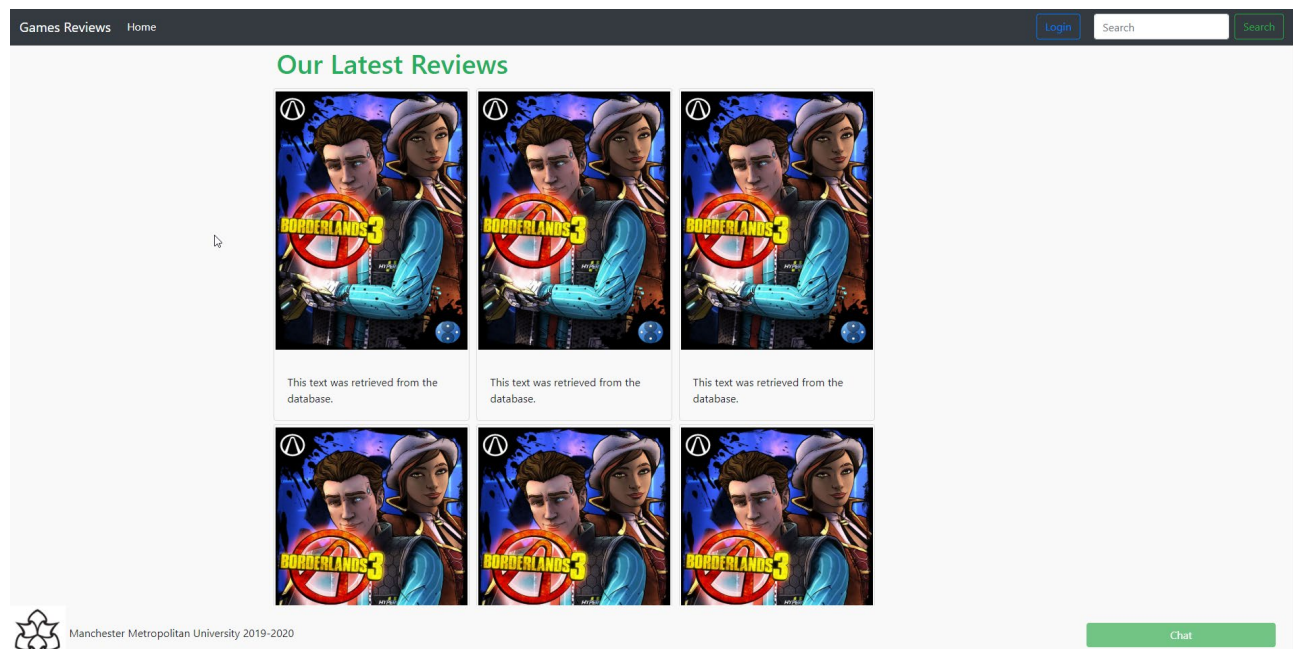 Games Reviews Home Login Search Search
Our Latest Reviews
BORDERLANDS 3
BORDERLANDS 3
BORDERLANDS 3
This text was retrieved from the
database.
This text was retrieved from the
database.
This text was retrieved from the
database.
BORDERLANDS 3
BORDERLANDS 3
BORDERLANDS 3
Manchester Metropolitan University 2019-2020
Chat